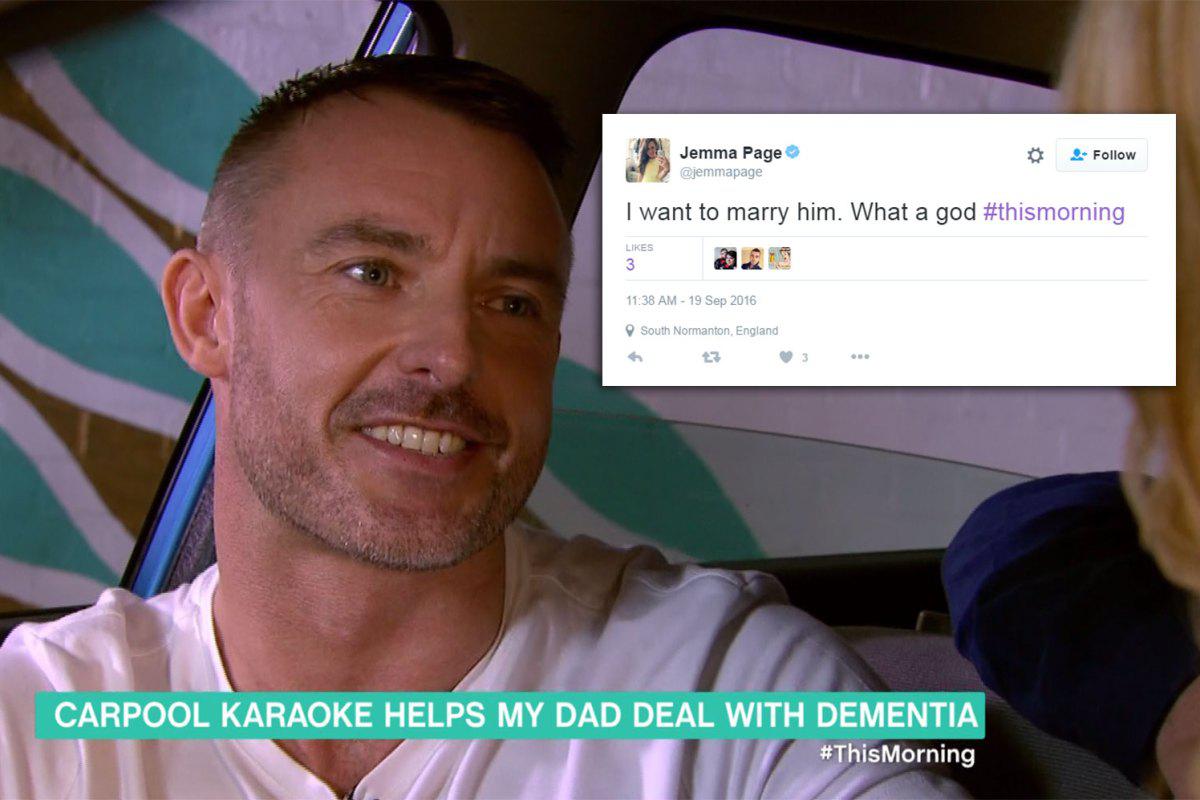 Jemma Page
@jemmapage
Follow
I want to marry him. What a god #thismorning
LIKES
3
11:38 AM - 19 Sep 2016
South Normanton, England
3
CARPOOL KARAOKE HELPS MY DAD DEAL WITH DEMENTIA
#ThisMorning